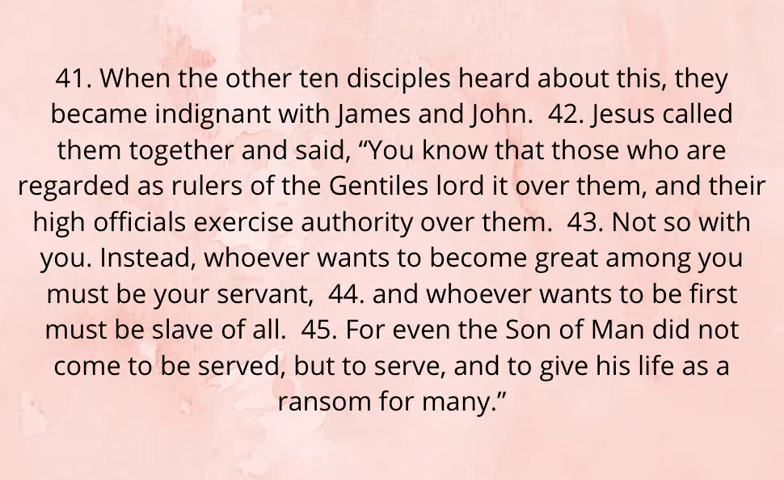 41. When the other ten disciples heard about this, they
became indignant with James and John.  42. Jesus called
them together and said, “You know that those who are
regarded as rulers of the Gentiles lord it over them, and their
high officials exercise authority over them.  43. Not so with
you. Instead, whoever wants to become great among you
must be your servant,  44. and whoever wants to be first
must be slave of all.  45. For even the Son of Man did not
come to be served, but to serve, and to give his life as a
ransom for many.”